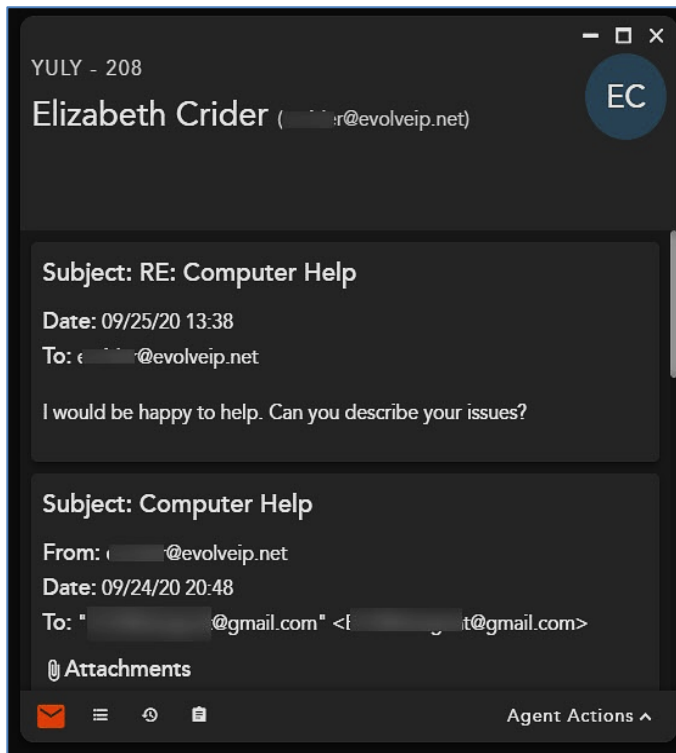 YULY - 208
EC
Elizabeth Crider ( r@evolveip.net)
Subject: RE: Computer Help
Date: 09/25/20 13:38
To: @evolveip.net
I would be happy to help. Can you describe your issues?
Subject: Computer Help
From: @evolveip.net
Date: 09/24/20 20:48
To: " @gmail.com" < t@gmail.com>
Attachments
Agent Actions